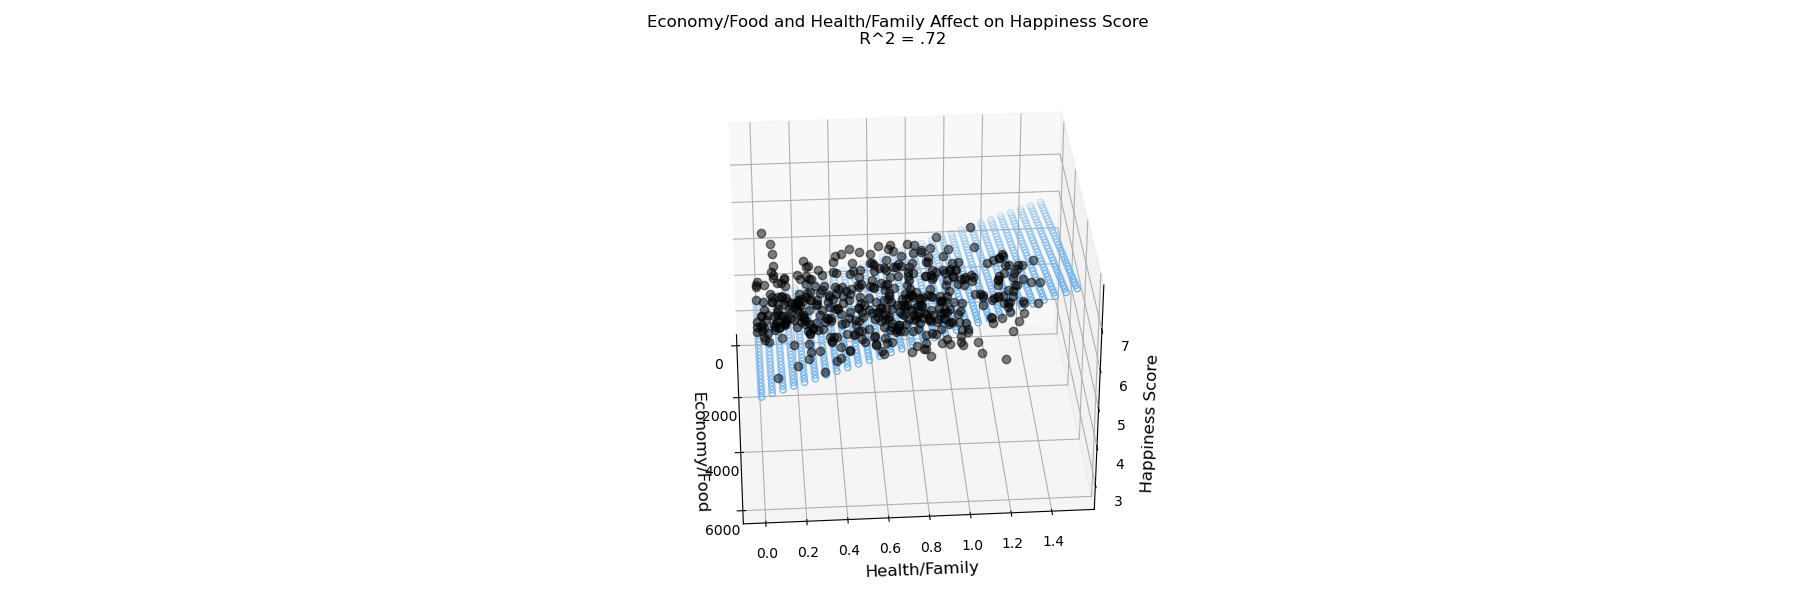 Economy/Food and Health/Family Affect on Happiness Score
R^2 = .72
0
2000
4000
6000
Economy/Food
0.0 0.2 0.4 0.6 0.8 1.0 1.2 1.4
Health/Family
7
6
5
4
3
Happiness Score